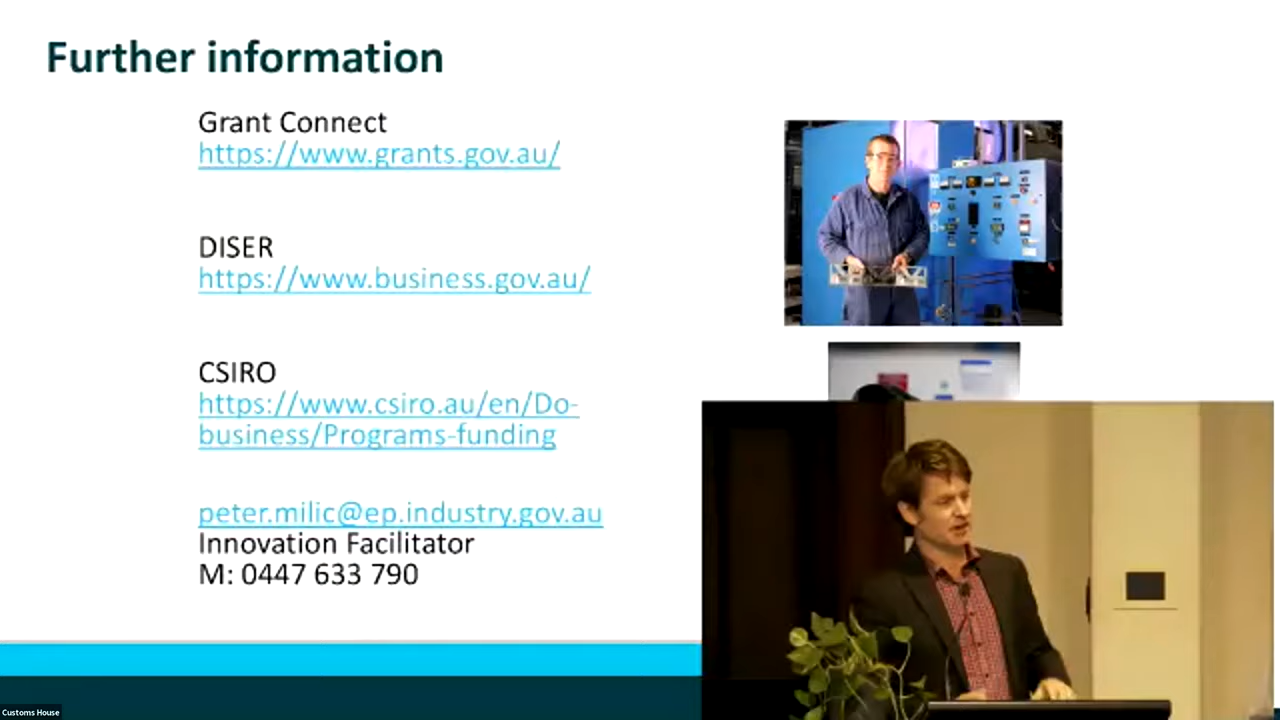 Further information
Grant Connect
https://www.grants.gov.au/
DISER
https://www.business.gov.au/
CSIRO
https://www.csiro.au/en/Do-
business/Programs-funding
peter.milic@ep.industry.gov.au
Innovation Facilitator
M: 0447 633 790
Customs House